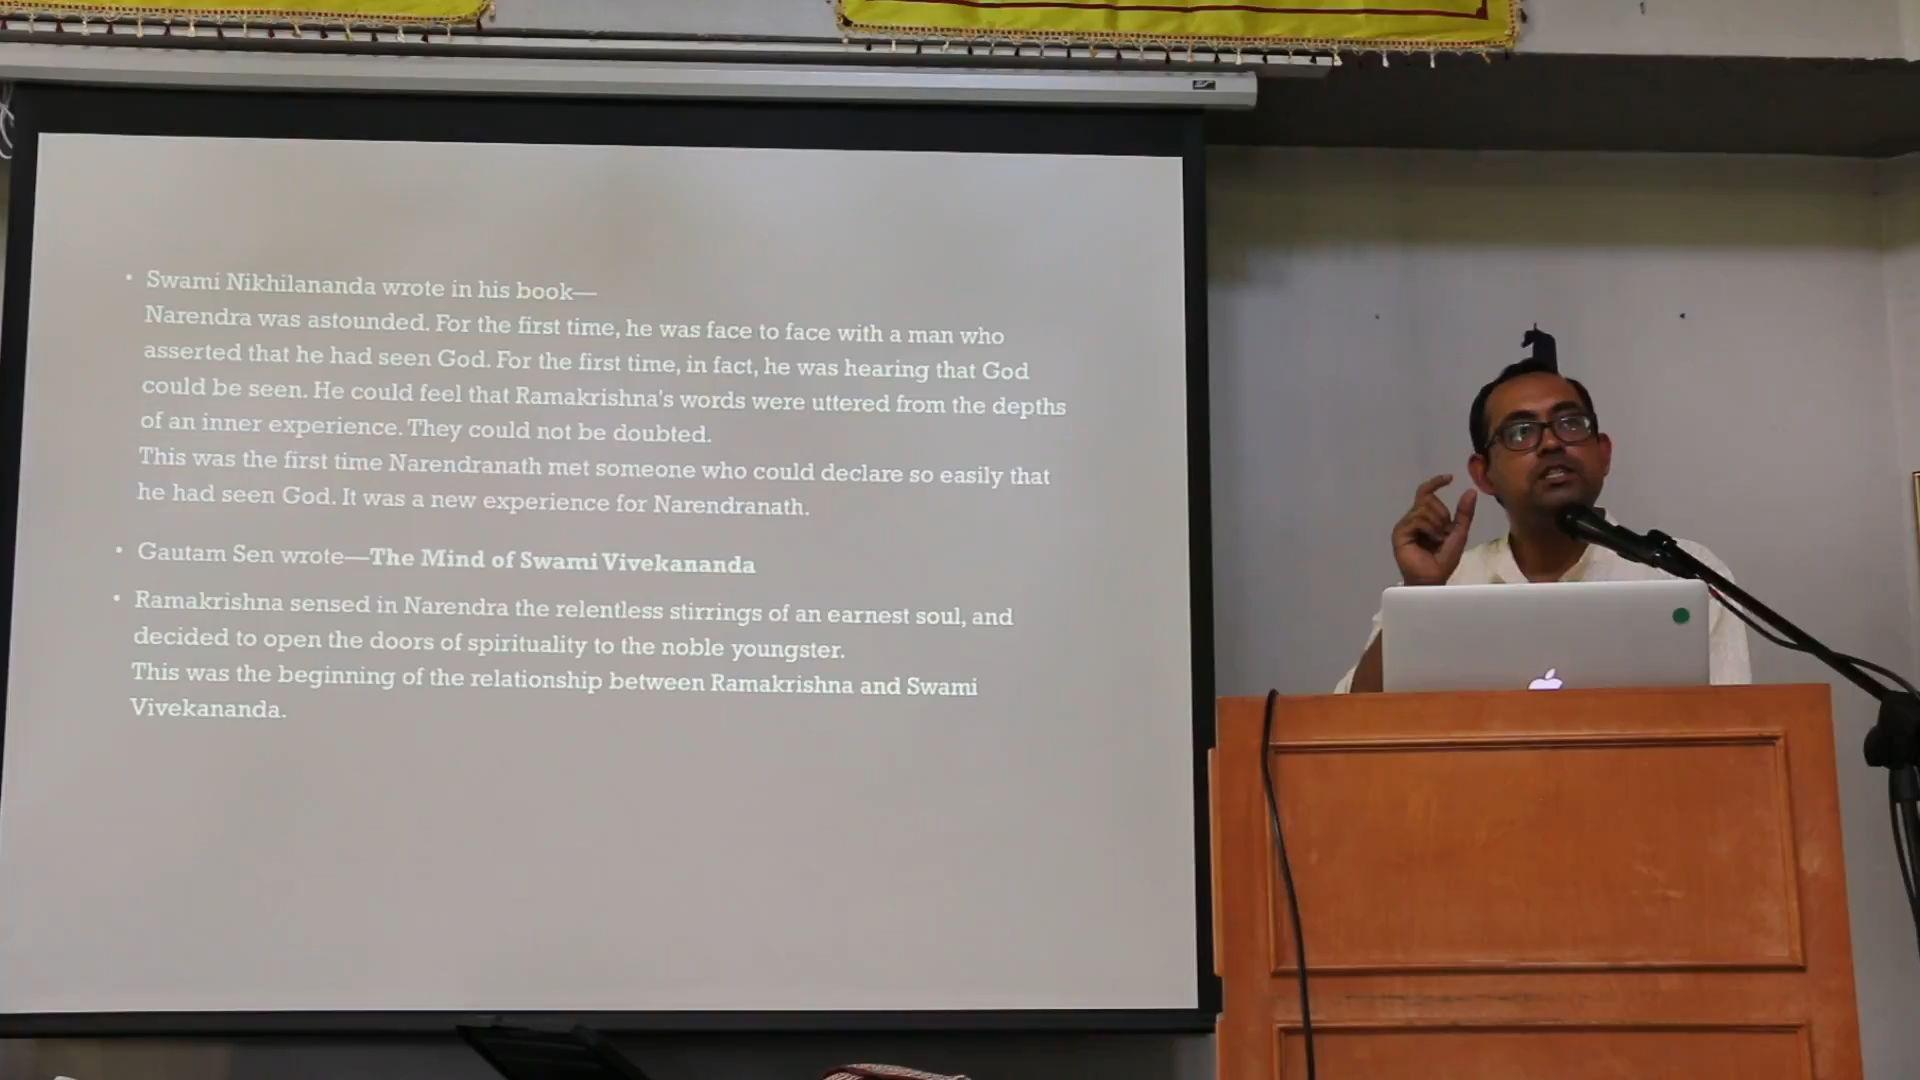 • Swami Nikhilananda wrote in his book—
Narendra was astounded. For the first time, he was face to face with a man who
asserted that he had seen God. For the first time, in fact, he was hearing that God
could be seen. He could feel that Ramakrishna's words were uttered from the depths
of an inner experience. They could not be doubted.
This was the first time Narendranath met someone who could declare so easily that
he had seen God. It was a new experience for Narendranath.
• Gautam Sen wrote—The Mind of Swami Vivekananda
• Ramakrishna sensed in Narendra the relentless stirrings of an earnest soul, and
decided to open the doors of spirituality to the noble youngster.
This was the beginning of the relationship between Ramakrishna and Swami
Vivekananda.